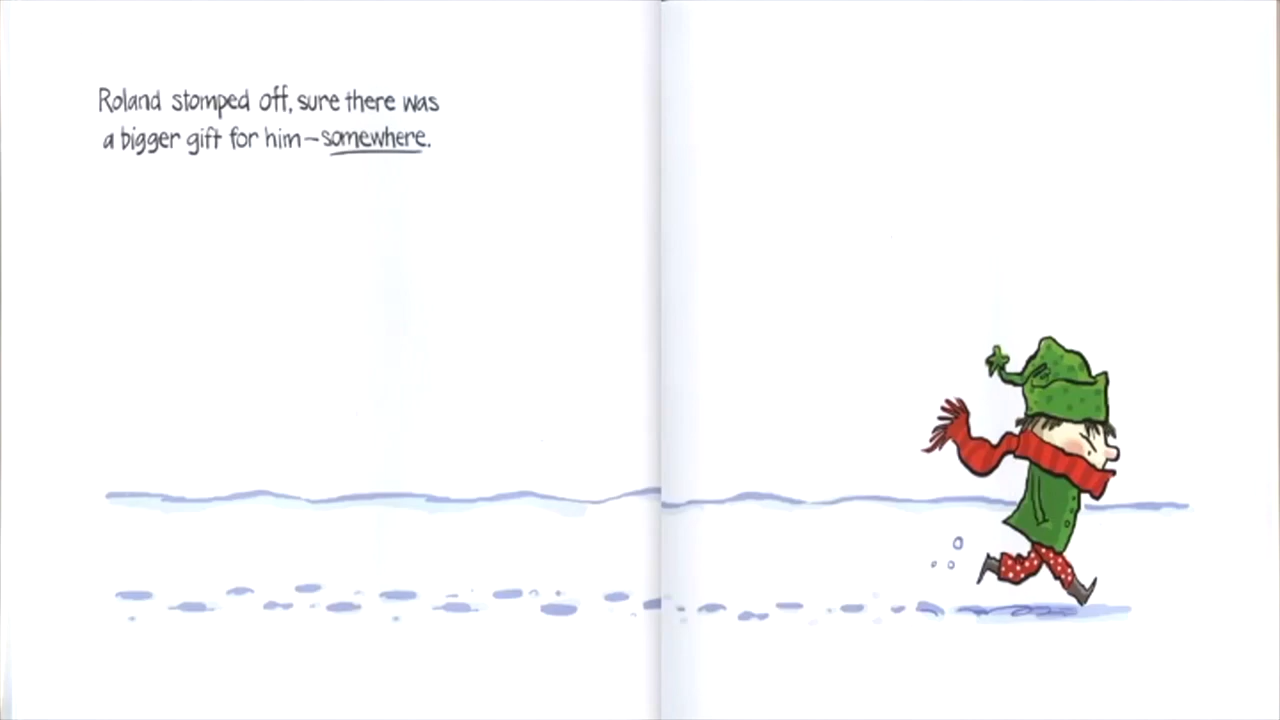 Roland stomped off, sure there was
a bigger gift for him—somewhere.